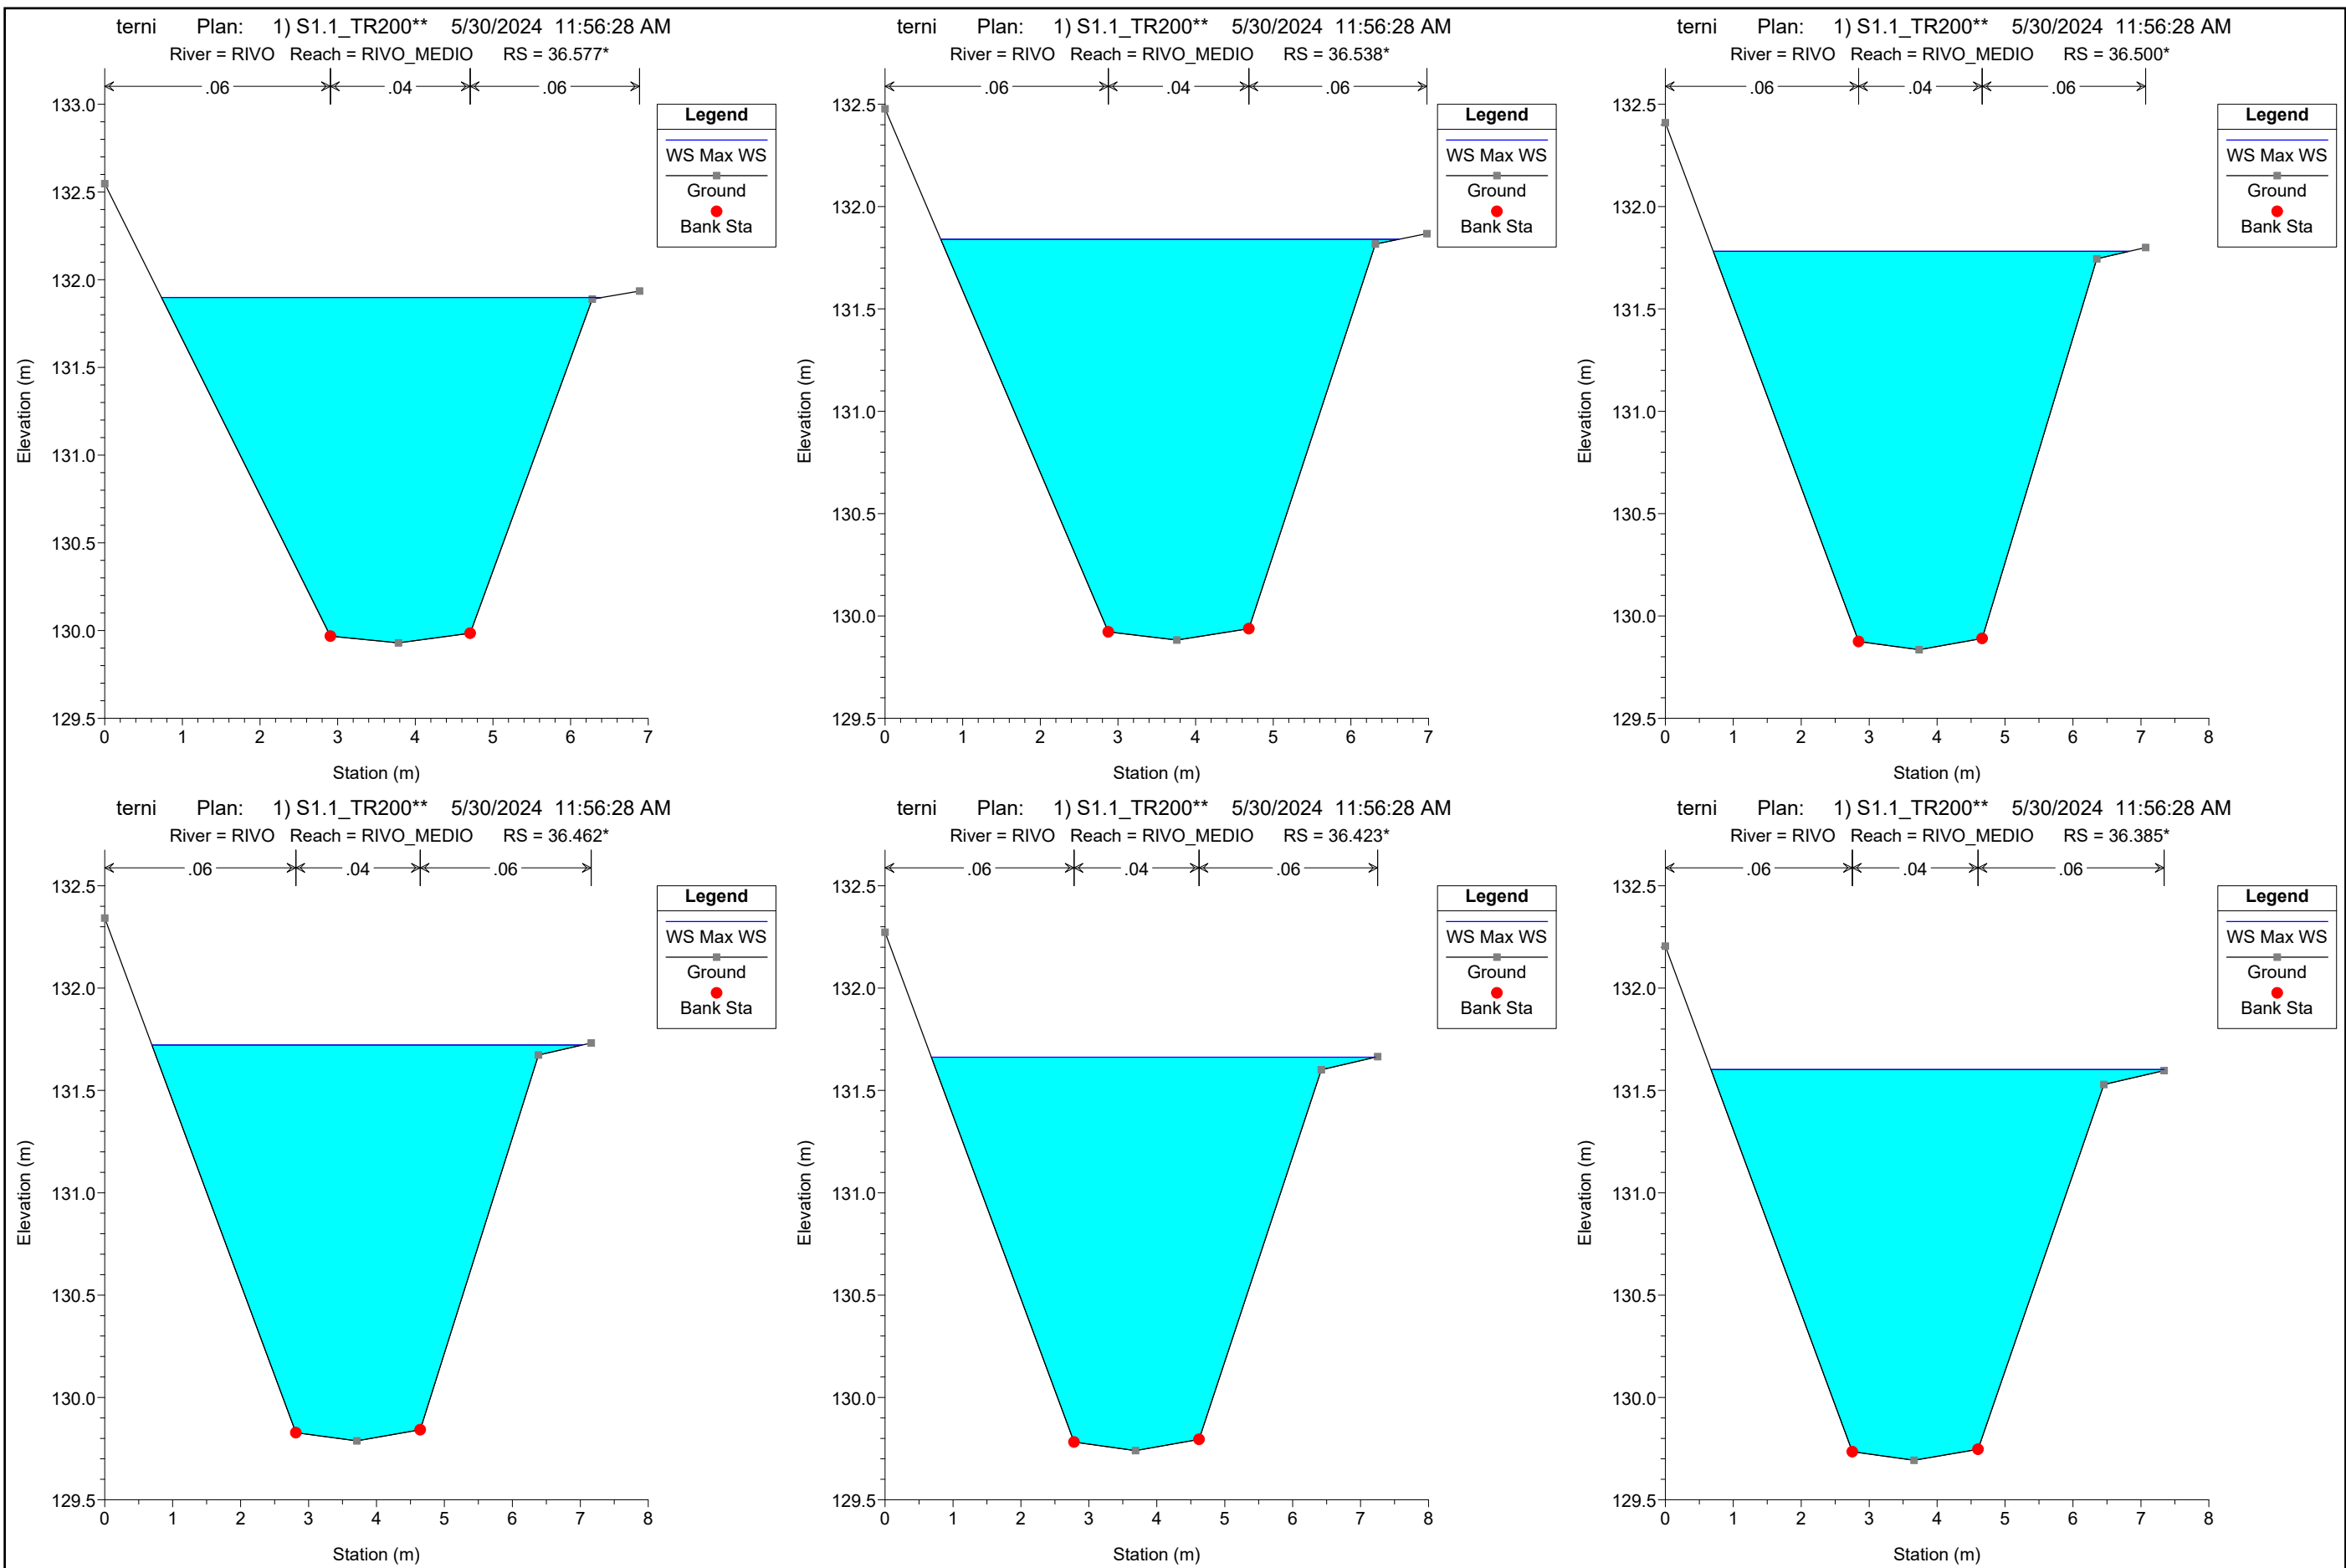 terni Plan: 1) S1.1_TR200** 5/30/2024 11:56:28 AM
River = RIVO Reach = RIVO_MEDIO RS = 36.577*
.06 .04 .06
Legend
WS Max WS
Ground
Bank Sta
133.0
132.5
132.0
131.5
131.0
130.5
130.0
129.5
0 1 2 3 4 5 6 7
Station (m)
Elevation (m)
terni Plan: 1) S1.1_TR200** 5/30/2024 11:56:28 AM
River = RIVO Reach = RIVO_MEDIO RS = 36.538*
.06 .04 .06
Legend
WS Max WS
Ground
Bank Sta
132.5
132.0
131.5
131.0
130.5
130.0
129.5
0 1 2 3 4 5 6 7
Station (m)
Elevation (m)
terni Plan: 1) S1.1_TR200** 5/30/2024 11:56:28 AM
River = RIVO Reach = RIVO_MEDIO RS = 36.500*
.06 .04 .06
Legend
WS Max WS
Ground
Bank Sta
132.5
132.0
131.5
131.0
130.5
130.0
129.5
0 1 2 3 4 5 6 7 8
Station (m)
Elevation (m)
terni Plan: 1) S1.1_TR200** 5/30/2024 11:56:28 AM
River = RIVO Reach = RIVO_MEDIO RS = 36.462*
.06 .04 .06
Legend
WS Max WS
Ground
Bank Sta
132.5
132.0
131.5
131.0
130.5
130.0
129.5
0 1 2 3 4 5 6 7 8
Station (m)
Elevation (m)
terni Plan: 1) S1.1_TR200** 5/30/2024 11:56:28 AM
River = RIVO Reach = RIVO_MEDIO RS = 36.423*
.06 .04 .06
Legend
WS Max WS
Ground
Bank Sta
132.5
132.0
131.5
131.0
130.5
130.0
129.5
0 1 2 3 4 5 6 7 8
Station (m)
Elevation (m)
terni Plan: 1) S1.1_TR200** 5/30/2024 11:56:28 AM
River = RIVO Reach = RIVO_MEDIO RS = 36.385*
.06 .04 .06
Legend
WS Max WS
Ground
Bank Sta
132.5
132.0
131.5
131.0
130.5
130.0
129.5
0 1 2 3 4 5 6 7 8
Station (m)
Elevation (m)